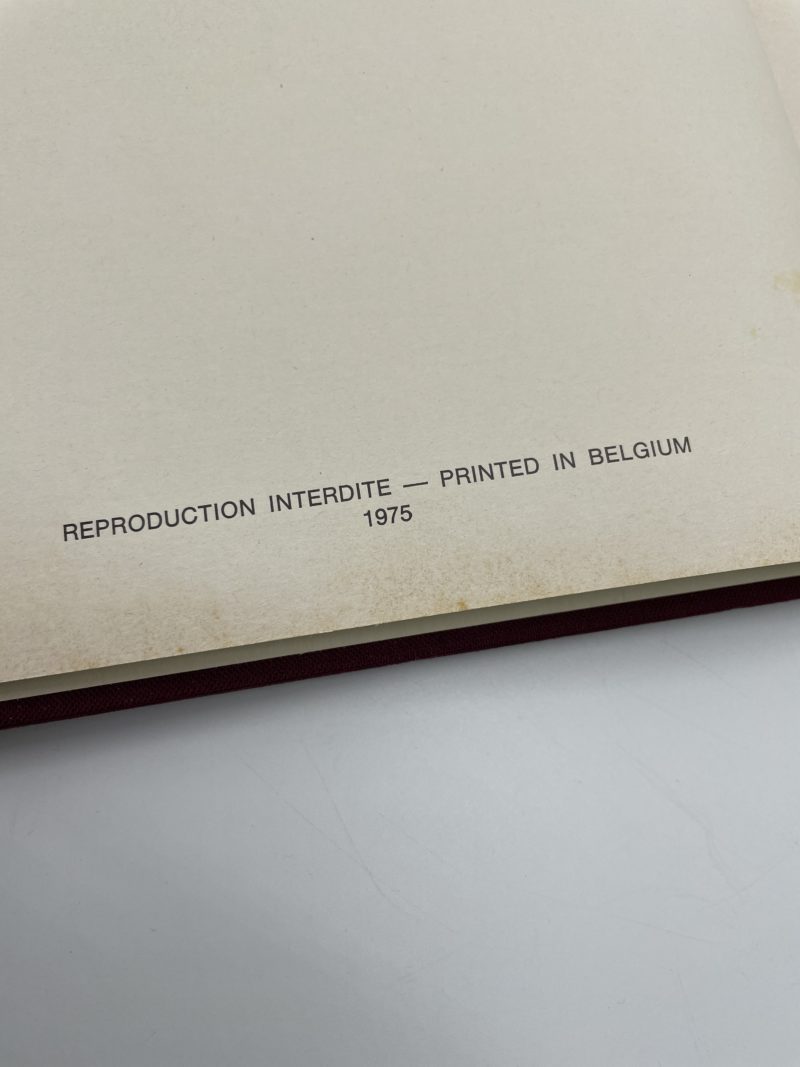 REPRODUCTION INTERDITE — PRINTED IN BELGIUM
1975